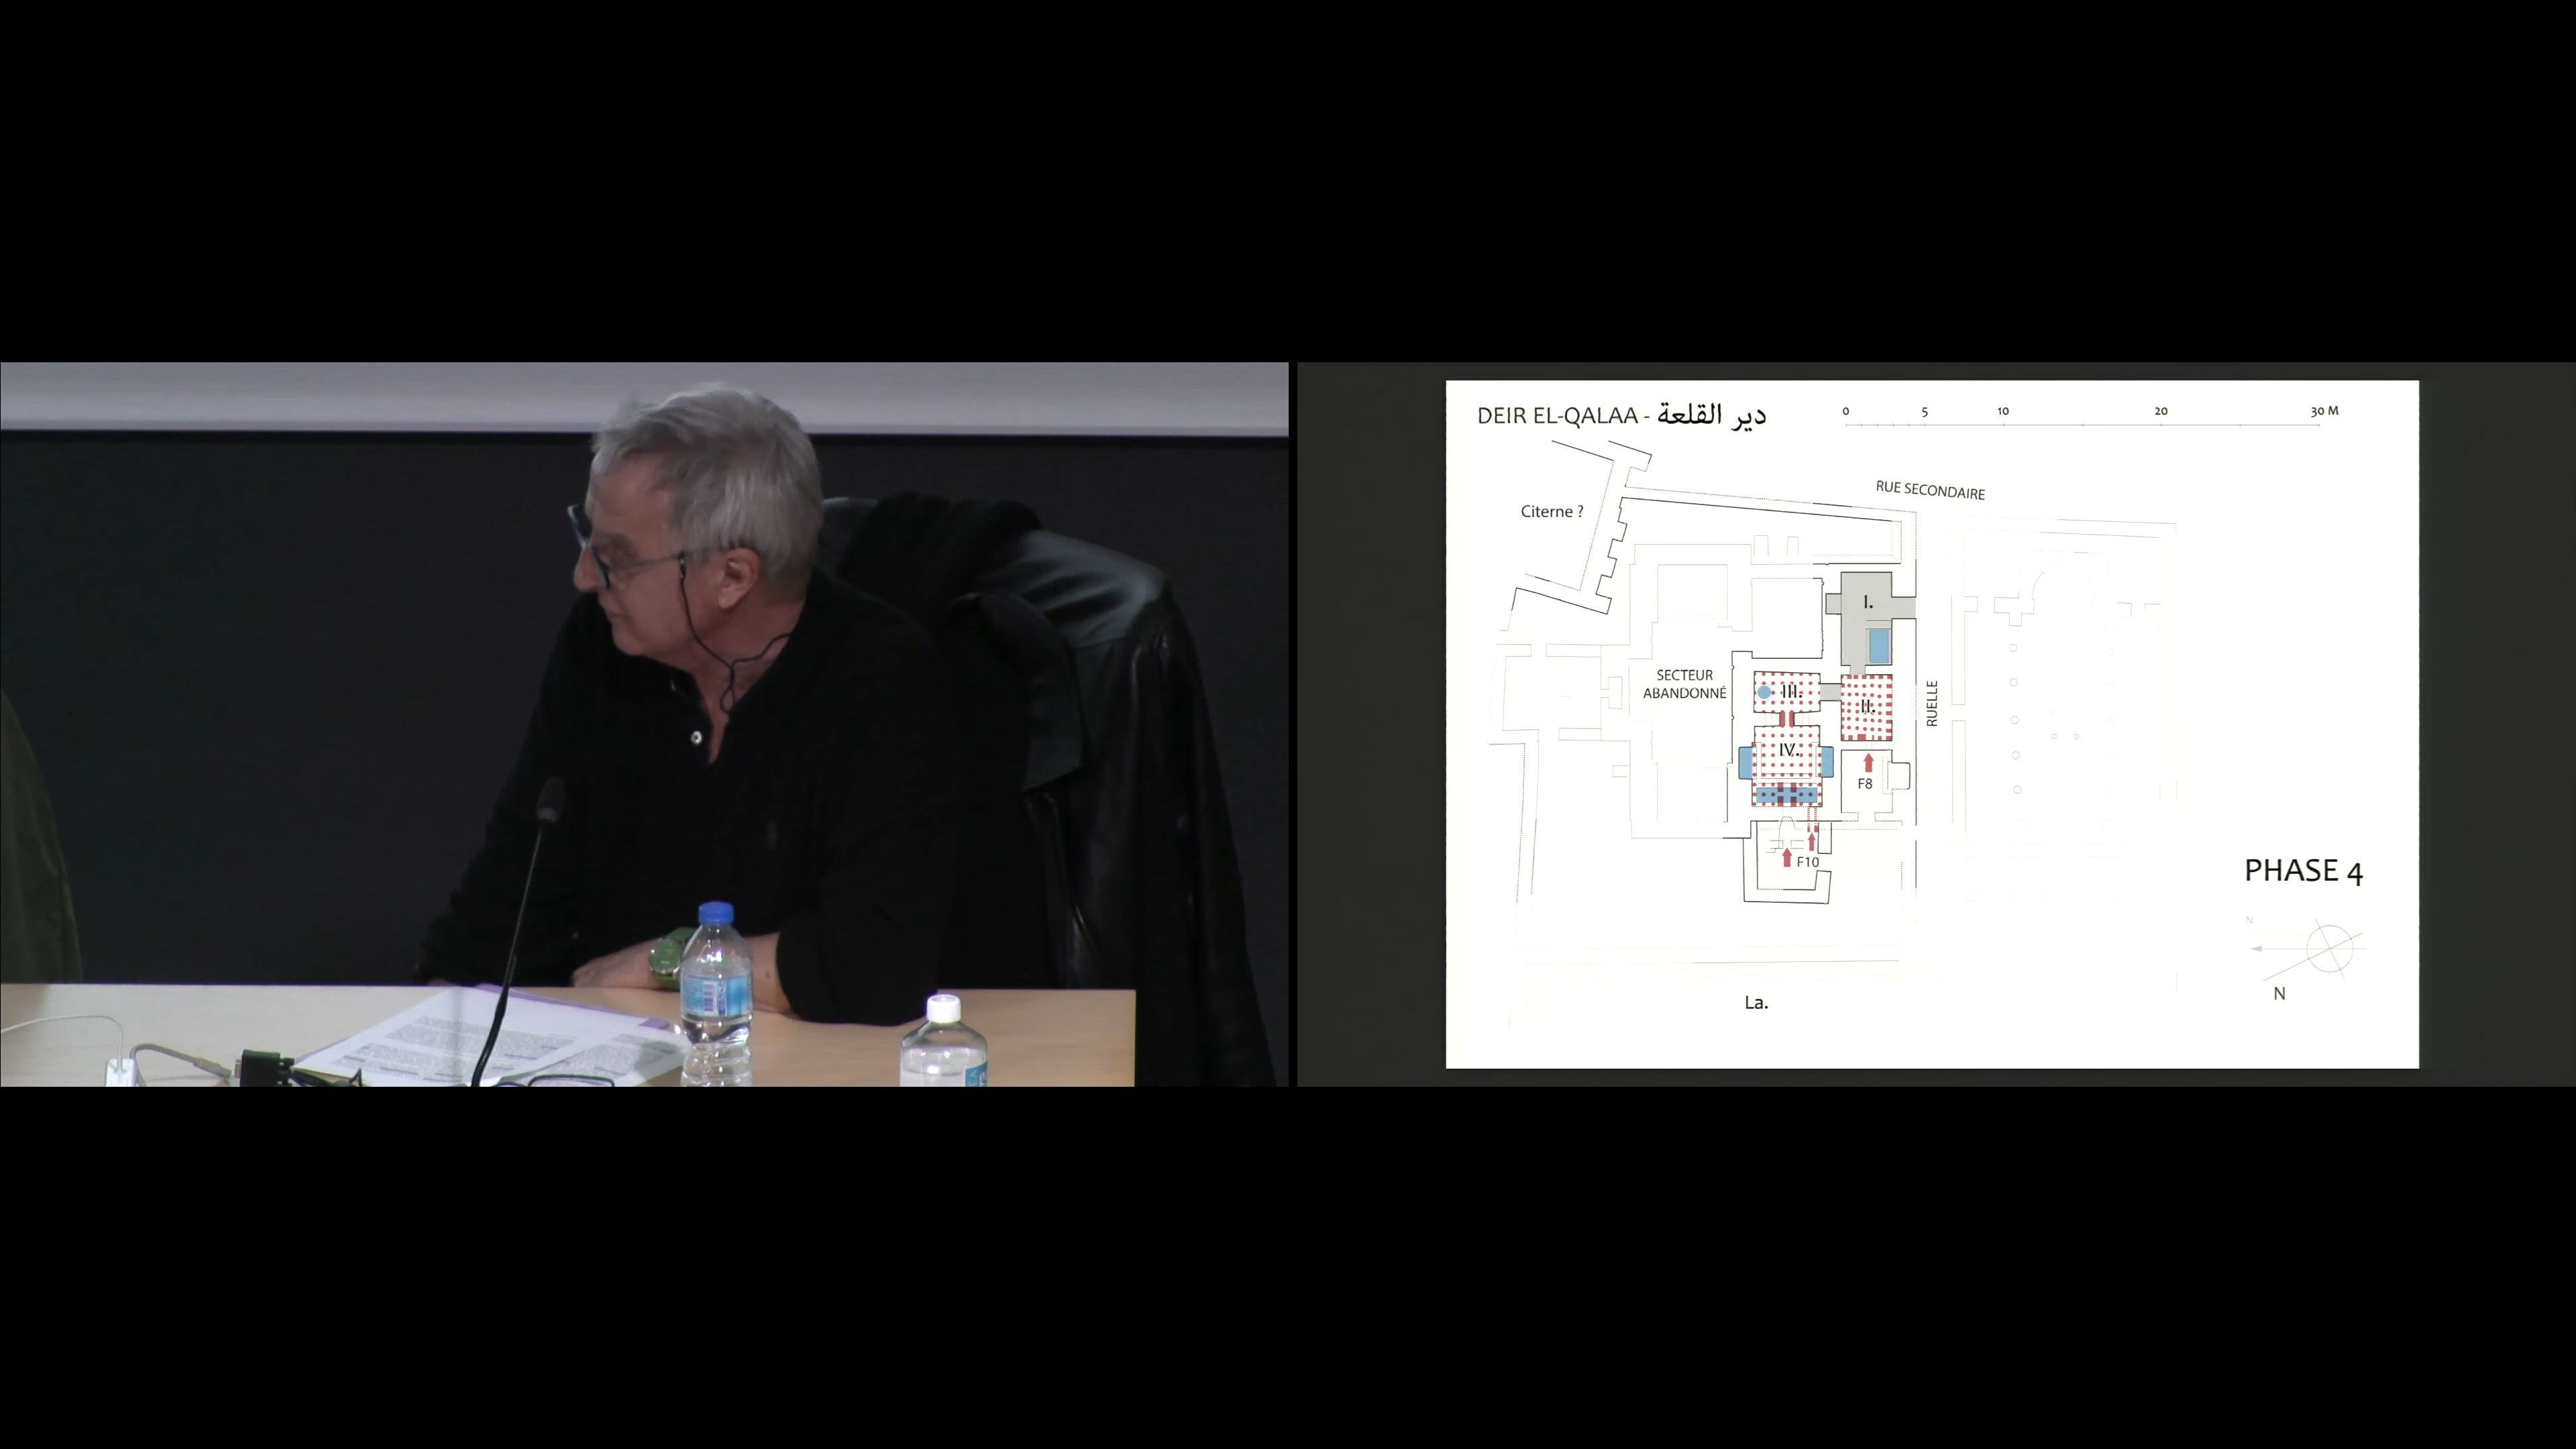 DEIR EL-QALAA - دير القلعة
0 5 10 20 30 M
RUE SECONDAIRE
Citerne ?
I.
SECTEUR
ABANDONNÉ
III.
II.
RUELLE
IV.
F8
F10
PHASE 4
N
N
La.